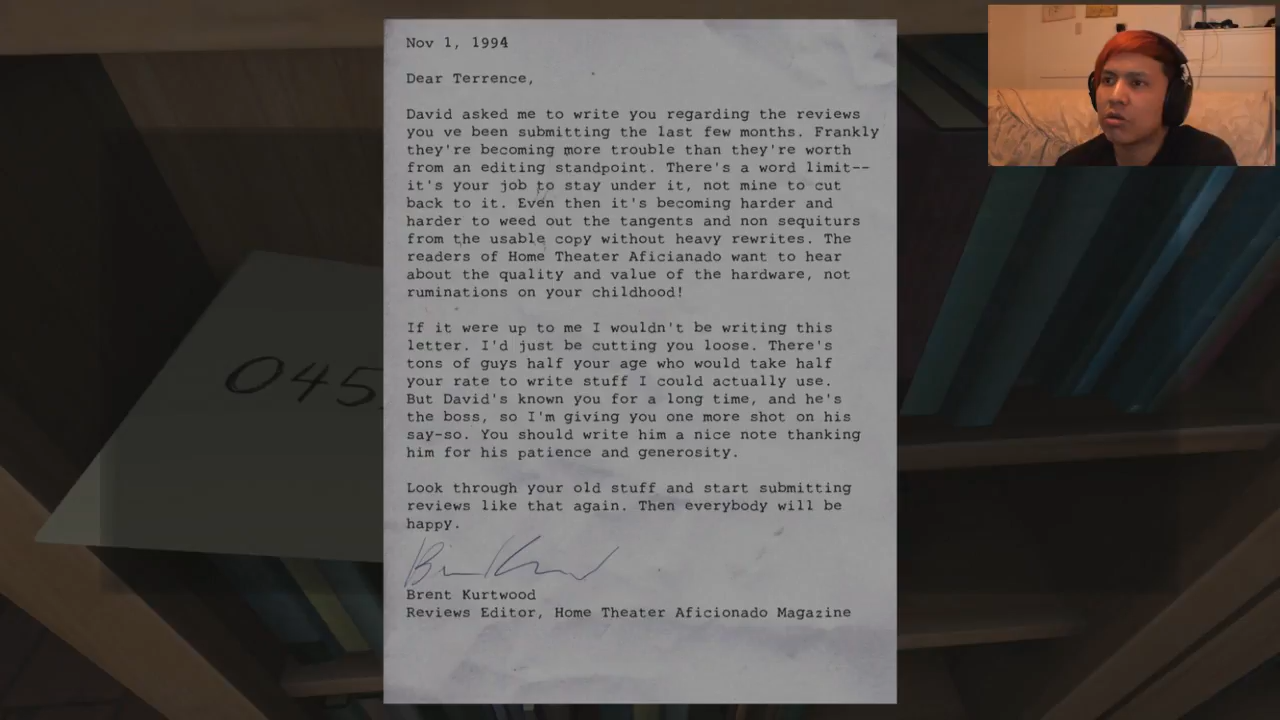 Nov 1, 1994
Dear Terrence,
David asked me to write you regarding the reviews
you ve been submitting the last few months. Frankly
they're becoming more trouble than they're worth
from an editing standpoint. There's a word limit--
it's your job to stay under it, not mine to cut
back to it. Even then it's becoming harder and
harder to weed out the tangents and non sequiturs
from the usable copy without heavy rewrites. The
readers of Home Theater Aficianado want to hear
about the quality and value of the hardware, not
ruminations on your childhood!
If it were up to me I wouldn't be writing this
letter. I'd just be cutting you loose. There's
tons of guys half your age who would take half
your rate to write stuff I could actually use.
But David's known you for a long time, and he's
the boss, so I'm giving you one more shot on his
say-so. You should write him a nice note thanking
him for his patience and generosity.
Look through your old stuff and start submitting
reviews like that again. Then everybody will be
happy.
Brent Kurtwood
Reviews Editor, Home Theater Aficionado Magazine
045